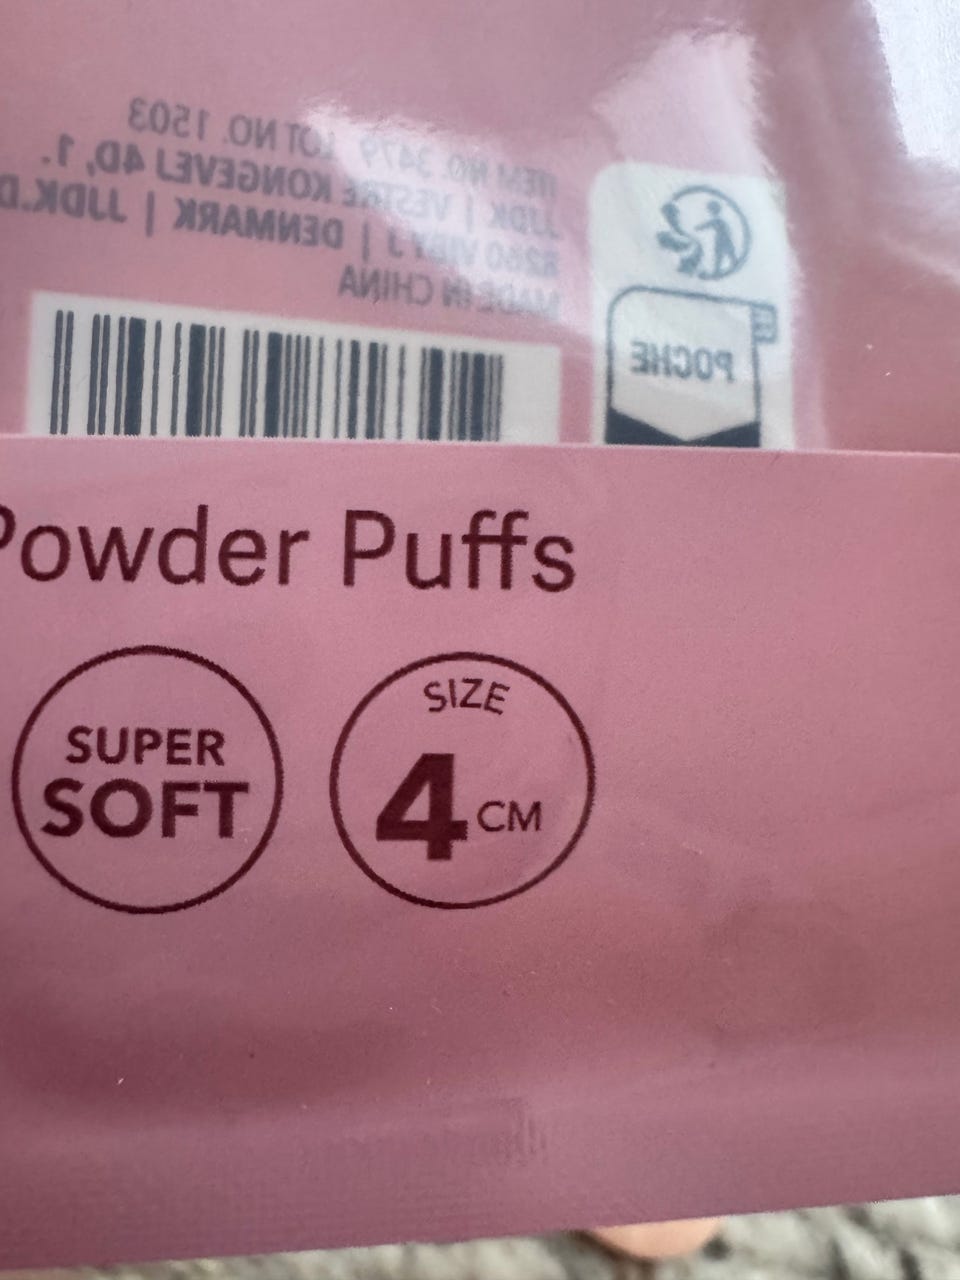 ITEM NO. 3479 LOT NO. 1503
JJDK | VESTRE KONGEVEJ 4D, 1.
8260 VIBY J | DENMARK | JJDK.D
MADE IN CHINA
POCHE
Powder Puffs
SUPER
SOFT
SIZE
4 CM